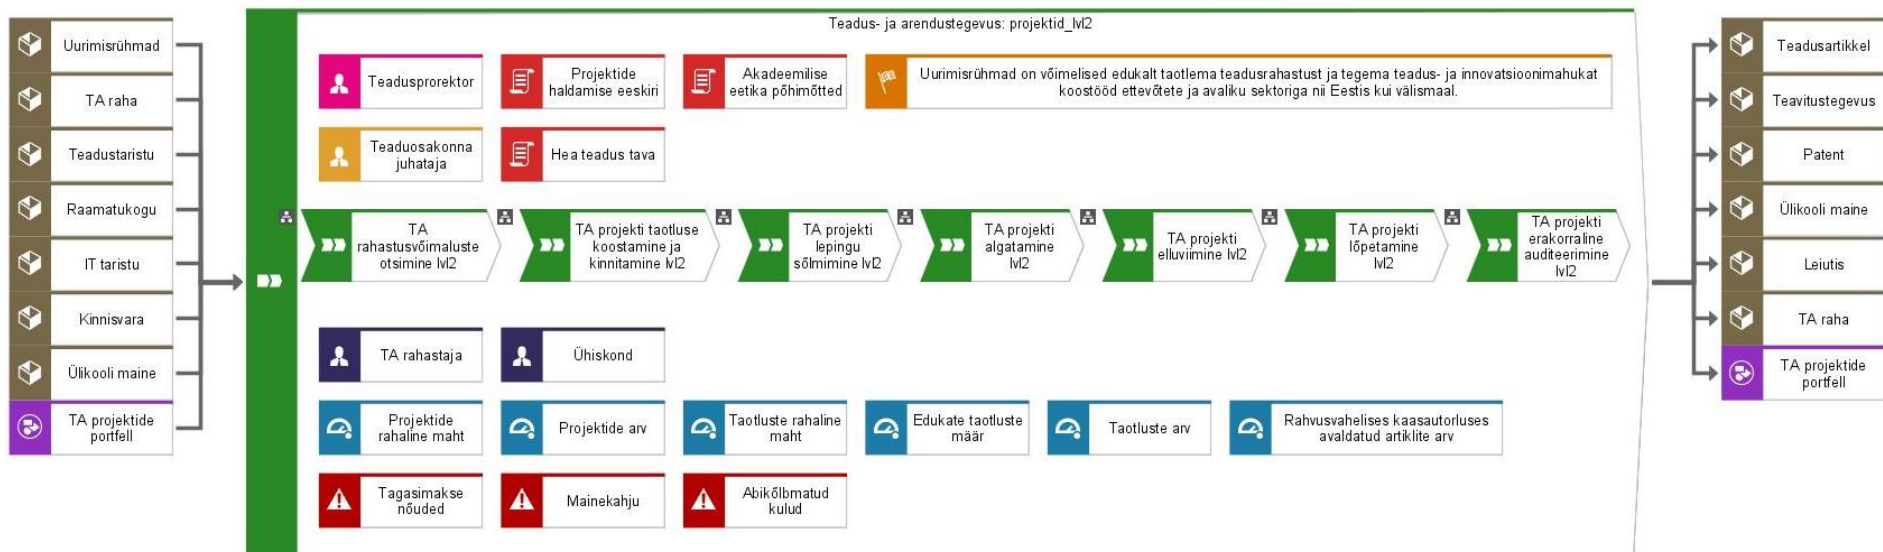 Uurimisrühmad
TA raha
Teadustaristu
Raamatukogu
IT taristu
Kinnisvara
Ülikooli maine
TA projektide
portfell
Teadus- ja arendustegevus: projektid_lvl2
Teadusprorektor
Projektide
haldamise eeskiri
Akadeemilise
eetika põhimõtted
Uurimisrühmad on võimelised edukalt taotlema teadusrahastust ja tegema teadus- ja innovatsioonimahukat
koostööd ettevõtete ja avaliku sektoriga nii Eestis kui välismaal.
Teaduosakonna
juhataja
Hea teadus tava
TA
rahastusvõimaluste
otsimine lvl2
TA projekti taotluse
koostamine ja
kinnitamine lvl2
TA projekti
lepingu
sõlmimine lvl2
TA projekti
algatamine
lvl2
TA projekti
elluviimine lvl2
TA projekti
lõpetamine
lvl2
TA projekti
erakorraline
auditeerimine
lvl2
TA rahastaja
Ühiskond
Projektide
rahaline maht
Projektide arv
Taotluste rahaline
maht
Edukate taotluste
määr
Taotluste arv
Rahvusvahelises kaasautorluses
avaldatud artiklite arv
Tagasimakse
nõuded
Mainekahju
Abikõlbmatud
kulud
Teadusartikkel
Teavitustegevus
Patent
Ülikooli maine
Leiutis
TA raha
TA projektide
portfell